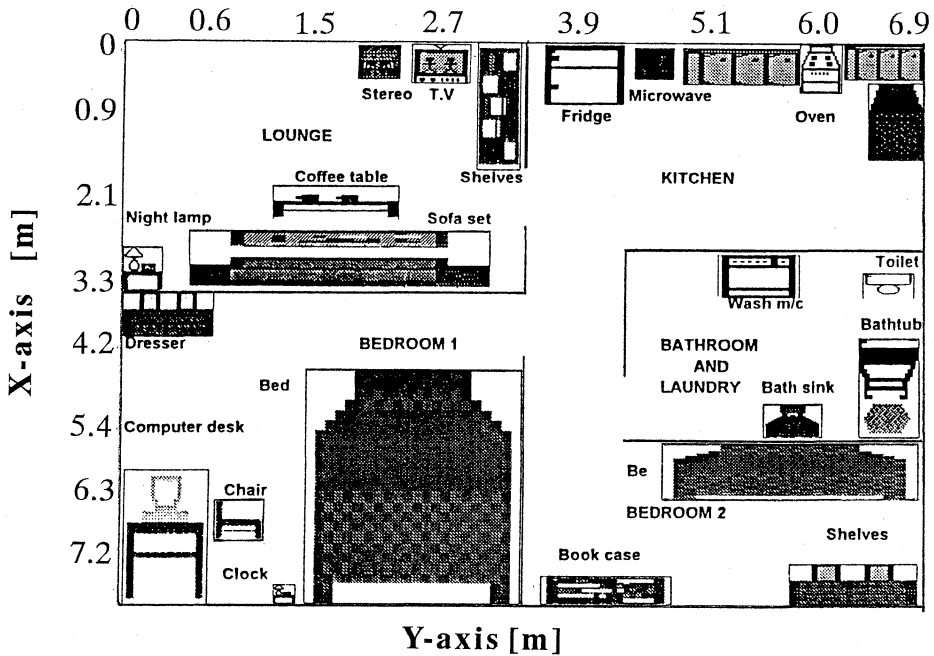 0 0.6 1.5 2.7 3.9 5.1 6.0 6.9
0
Stereo T.V
Microwave
0.9
Fridge
Oven
LOUNGE
Coffee table
Shelves
KITCHEN
2.1
Night lamp
Sofa set
Toilet
3.3
Wash m/c
Bathtub
4.2
Dresser
BEDROOM 1
BATHROOM
AND
LAUNDRY
Bed
Bath sink
5.4
Computer desk
Be
6.3
Chair
BEDROOM 2
Shelves
7.2
Book case
Clock
X-axis [m]
Y-axis [m]